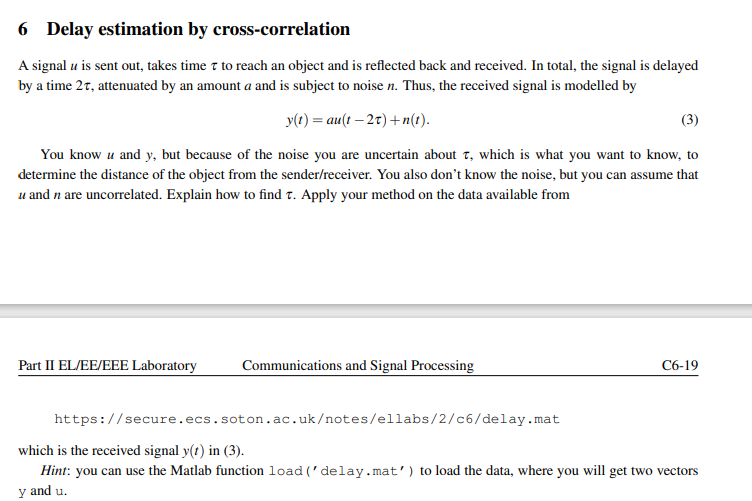 6 Delay estimation by cross-correlation
A signal u is sent out, takes time τ to reach an object and is reflected back and received. In total, the signal is delayed
by a time 2τ, attenuated by an amount a and is subject to noise n. Thus, the received signal is modelled by
y(t) = au(t − 2τ) + n(t). (3)
You know u and y, but because of the noise you are uncertain about τ, which is what you want to know, to
determine the distance of the object from the sender/receiver. You also don't know the noise, but you can assume that
u and n are uncorrelated. Explain how to find τ. Apply your method on the data available from
Part II EL/EE/EEE Laboratory Communications and Signal Processing C6-19
https://secure.ecs.soton.ac.uk/notes/ellabs/2/c6/delay.mat
which is the received signal y(t) in (3).
Hint: you can use the Matlab function load('delay.mat') to load the data, where you will get two vectors
y and u.